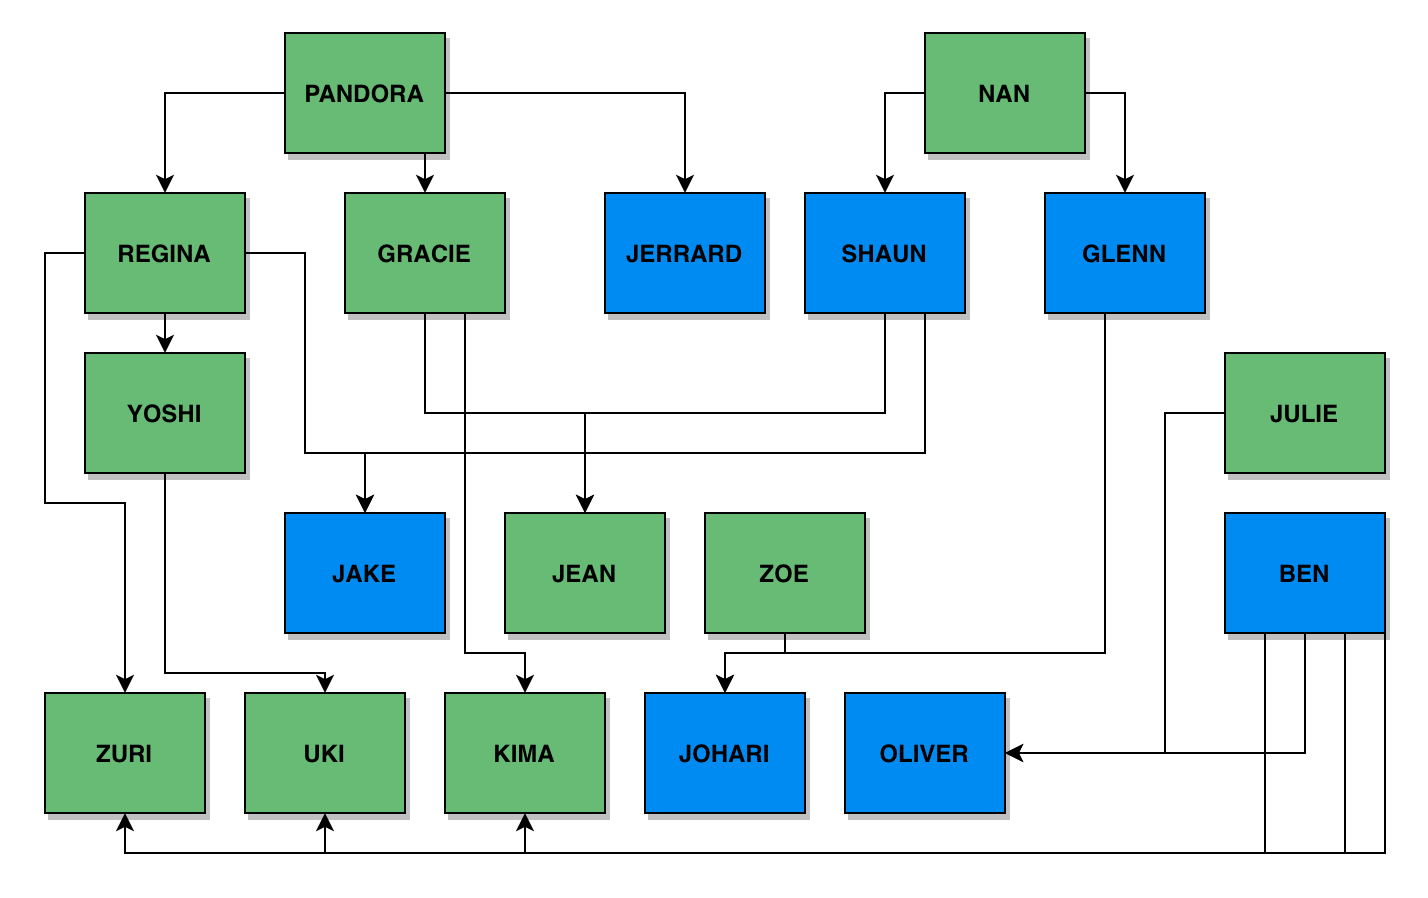 PANDORA
NAN
REGINA
GRACIE
JERRARD
SHAUN
GLENN
YOSHI
JULIE
JAKE
JEAN
ZOE
BEN
ZURI
UKI
KIMA
JOHARI
OLIVER